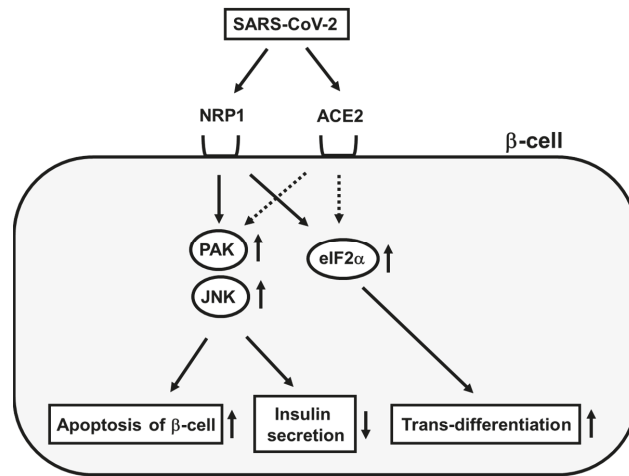 SARS-CoV-2
NRP1
ACE2
β-cell
PAK
eIF2α
JNK
Apoptosis of β-cell
Insulin
secretion
Trans-differentiation